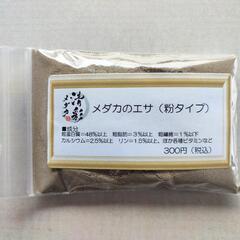 メダカ
メダカのエサ(粉タイプ)
■成分
粗蛋白質=48%以上 粗脂肪=3%以上 粗繊維=1%以下
カルシウム=2.5%以上 リン=1.5%以上、ほか各種ビタミンなど
300円(税込)